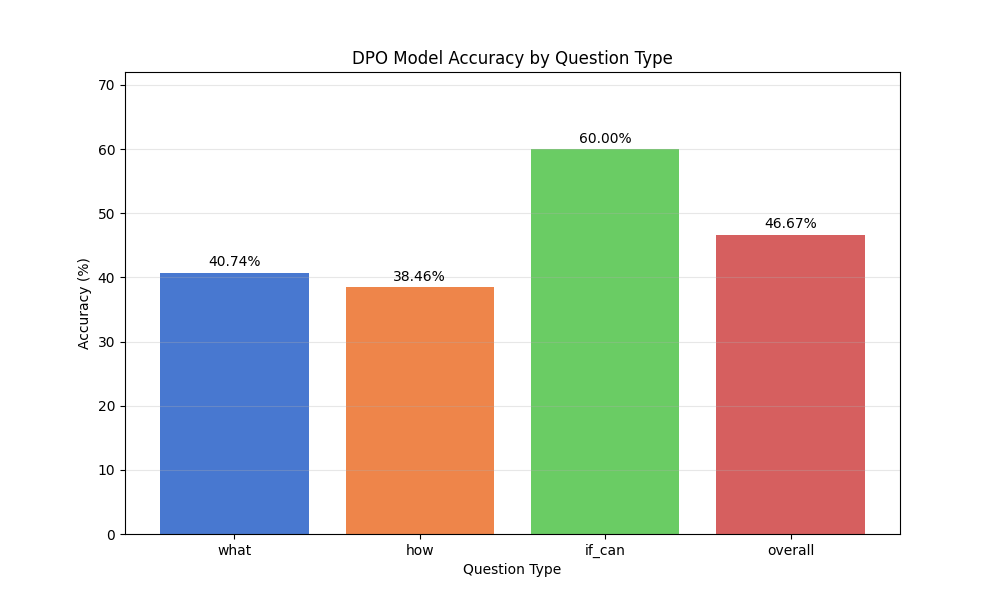 DPO Model Accuracy by Question Type
Accuracy (%)
70
60
50
40
30
20
10
0
40.74%
38.46%
60.00%
46.67%
what
how
if_can
overall
Question Type